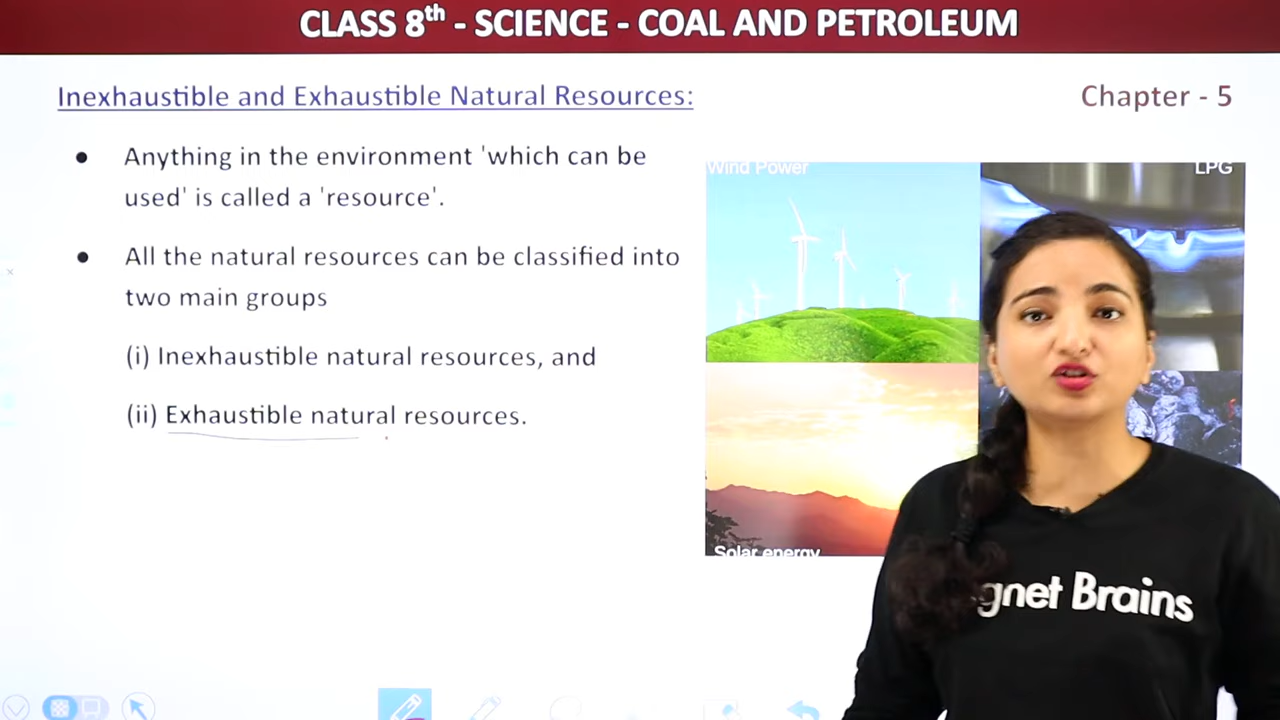 CLASS 8th - SCIENCE - COAL AND PETROLEUM
Inexhaustible and Exhaustible Natural Resources:
Chapter - 5
● Anything in the environment 'which can be
used' is called a 'resource'.
● All the natural resources can be classified into
two main groups
(i) Inexhaustible natural resources, and
(ii) Exhaustible natural resources.
Wind Power
LPG
Solar energy
gnet Brains